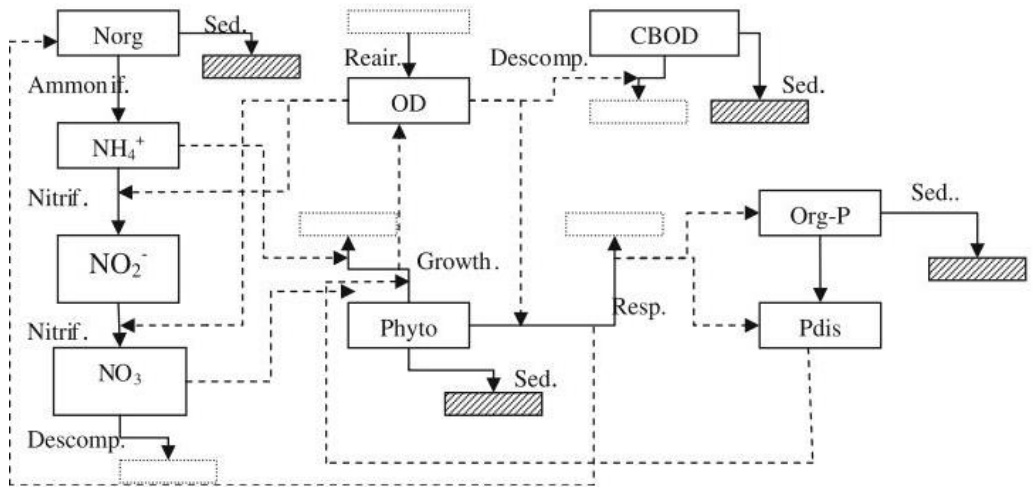 Norg
Sed.
Reair.
Descomp.
CBOD
Ammonif.
OD
Sed.
NH₄⁺
Nitrif.
Sed..
Org-P
NO₂⁻
Growth.
Resp.
Nitrif.
Phyto
Pdis
NO₃
Sed.
Descomp.